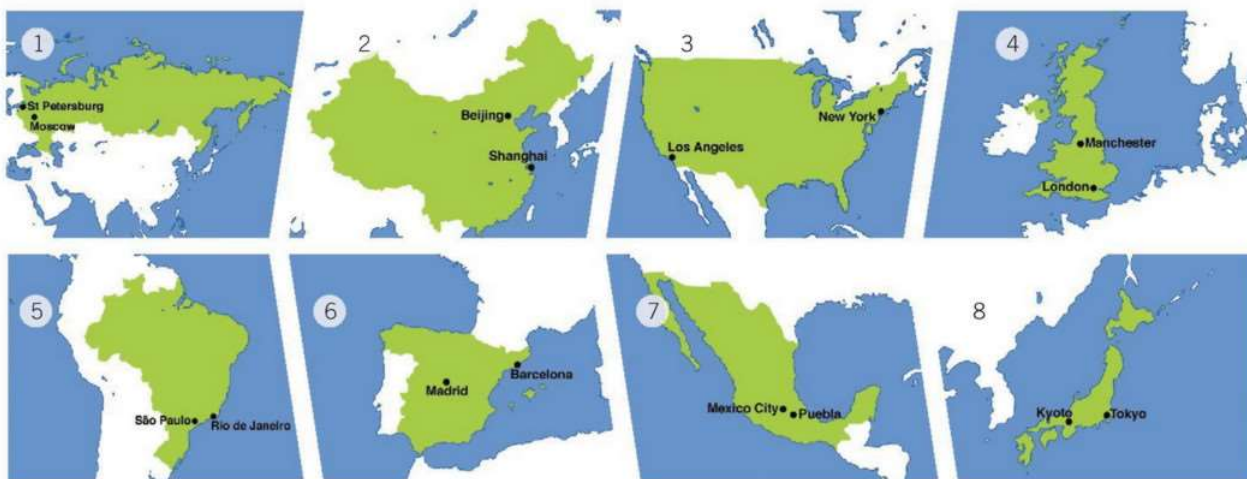 1
St Petersburg
Moscow
2
Beijing
Shanghai
3
New York
Los Angeles
4
Manchester
London
5
São Paulo
Rio de Janeiro
6
Barcelona
Madrid
7
Mexico City
Puebla
8
Kyoto
Tokyo